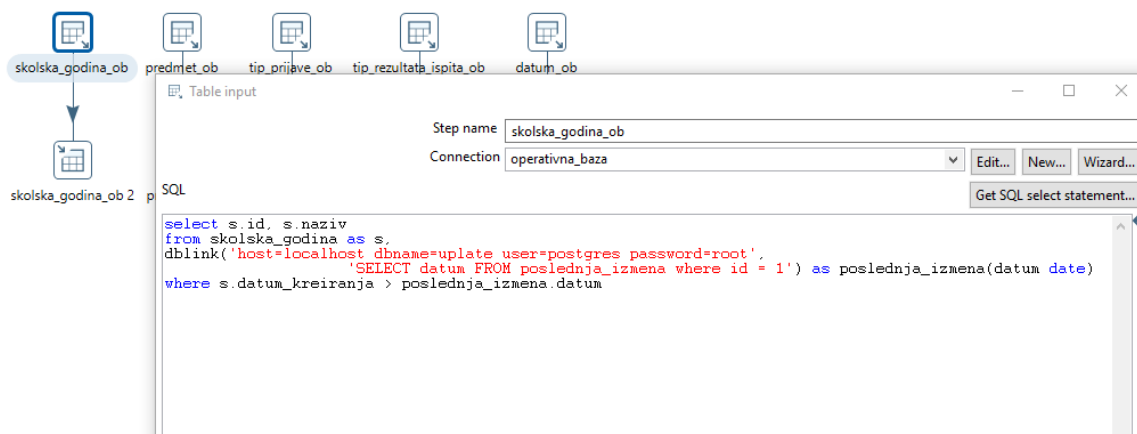 skolska_godina_ob predmet_ob tip_prijave_ob tip_rezultata_ispita_ob datum_ob
Table input
Step name skolska_godina_ob
Connection operativna_baza Edit... New... Wizard...
skolska_godina_ob 2 p
SQL
Get SQL select statement...
select s.id, s.naziv
from skolska_godina as s,
dblink('host=localhost dbname=uplate user=postgres password=root',
'SELECT datum FROM poslednja_izmena where id = 1') as poslednja_izmena(datum date)
where s.datum_kreiranja > poslednja_izmena.datum